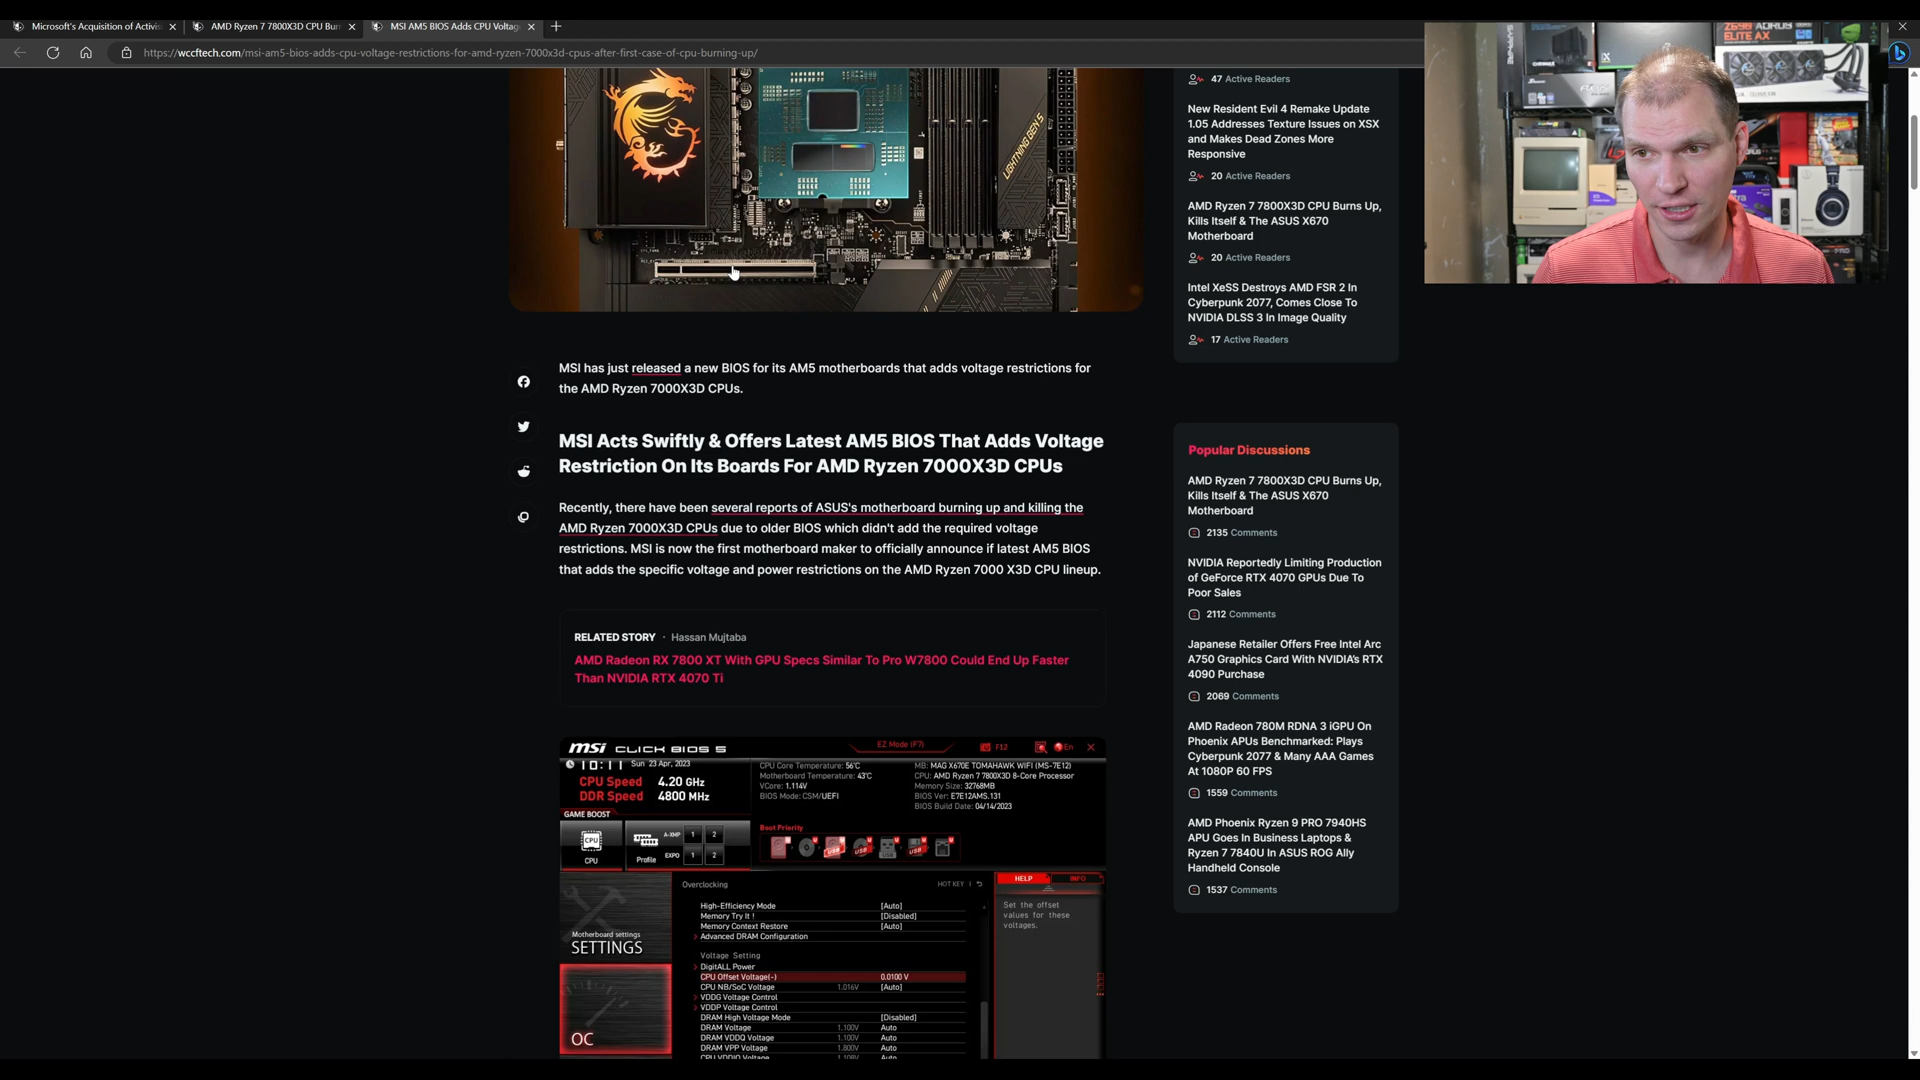 Microsoft's Acquisition of Activis
AMD Ryzen 7 7800X3D CPU Bur
MSI AM5 BIOS Adds CPU Voltag
https://wccftech.com/msi-am5-bios-adds-cpu-voltage-restrictions-for-amd-ryzen-7000x3d-cpus-after-first-case-of-cpu-burning-up/
Z690 AORUS
ELITE AX
LIGHTNING GEN 5
MSI has just released a new BIOS for its AM5 motherboards that adds voltage restrictions for
the AMD Ryzen 7000X3D CPUs.
MSI Acts Swiftly & Offers Latest AM5 BIOS That Adds Voltage
Restriction On Its Boards For AMD Ryzen 7000X3D CPUs
Recently, there have been several reports of ASUS's motherboard burning up and killing the
AMD Ryzen 7000X3D CPUs due to older BIOS which didn't add the required voltage
restrictions. MSI is now the first motherboard maker to officially announce if latest AM5 BIOS
that adds the specific voltage and power restrictions on the AMD Ryzen 7000 X3D CPU lineup.
RELATED STORY · Hassan Mujtaba
AMD Radeon RX 7800 XT With GPU Specs Similar To Pro W7800 Could End Up Faster
Than NVIDIA RTX 4070 Ti
msi CLICK BIOS 5
EZ Mode (F7)
F12
En
10:11 Sun 23 Apr, 2023
CPU Speed 4.20 GHz
DDR Speed 4800 MHz
CPU Core Temperature: 56°C
Motherboard Temperature: 43°C
VCore: 1.114V
BIOS Mode: CSM/UEFI
MB: MAG X670E TOMAHAWK WIFI (MS-7E12)
CPU: AMD Ryzen 7 7800X3D 8-Core Processor
Memory Size: 32768MB
BIOS Ver: E7E12AMS.131
BIOS Build Date: 04/14/2023
GAME BOOST
CPU
CPU
A-XMP 1 2
EXPO 1 2
Profile
Boot Priority
USB
USB
USB
Motherboard settings
SETTINGS
OC
Overclocking
HOT KEY
High-Efficiency Mode [Auto]
Memory Try It ! [Disabled]
Memory Context Restore [Auto]
Advanced DRAM Configuration
Voltage Setting
DigitALL Power
CPU Offset Voltage(-) 0.0100 V
CPU NB/SoC Voltage 1.016V [Auto]
VDDG Voltage Control
VDDP Voltage Control
DRAM High Voltage Mode [Disabled]
DRAM Voltage 1.100V Auto
DRAM VDDQ Voltage 1.100V Auto
DRAM VPP Voltage 1.800V Auto
CPU VDDIO Voltage 1.108V Auto
HELP
INFO
Set the offset
values for these
voltages.
47 Active Readers
New Resident Evil 4 Remake Update
1.05 Addresses Texture Issues on XSX
and Makes Dead Zones More
Responsive
20 Active Readers
AMD Ryzen 7 7800X3D CPU Burns Up,
Kills Itself & The ASUS X670
Motherboard
20 Active Readers
Intel XeSS Destroys AMD FSR 2 In
Cyberpunk 2077, Comes Close To
NVIDIA DLSS 3 In Image Quality
17 Active Readers
Popular Discussions
AMD Ryzen 7 7800X3D CPU Burns Up,
Kills Itself & The ASUS X670
Motherboard
2135 Comments
NVIDIA Reportedly Limiting Production
of GeForce RTX 4070 GPUs Due To
Poor Sales
2112 Comments
Japanese Retailer Offers Free Intel Arc
A750 Graphics Card With NVIDIA's RTX
4090 Purchase
2069 Comments
AMD Radeon 780M RDNA 3 iGPU On
Phoenix APUs Benchmarked: Plays
Cyberpunk 2077 & Many AAA Games
At 1080P 60 FPS
1559 Comments
AMD Phoenix Ryzen 9 PRO 7940HS
APU Goes In Business Laptops &
Ryzen 7 7840U In ASUS ROG Ally
Handheld Console
1537 Comments